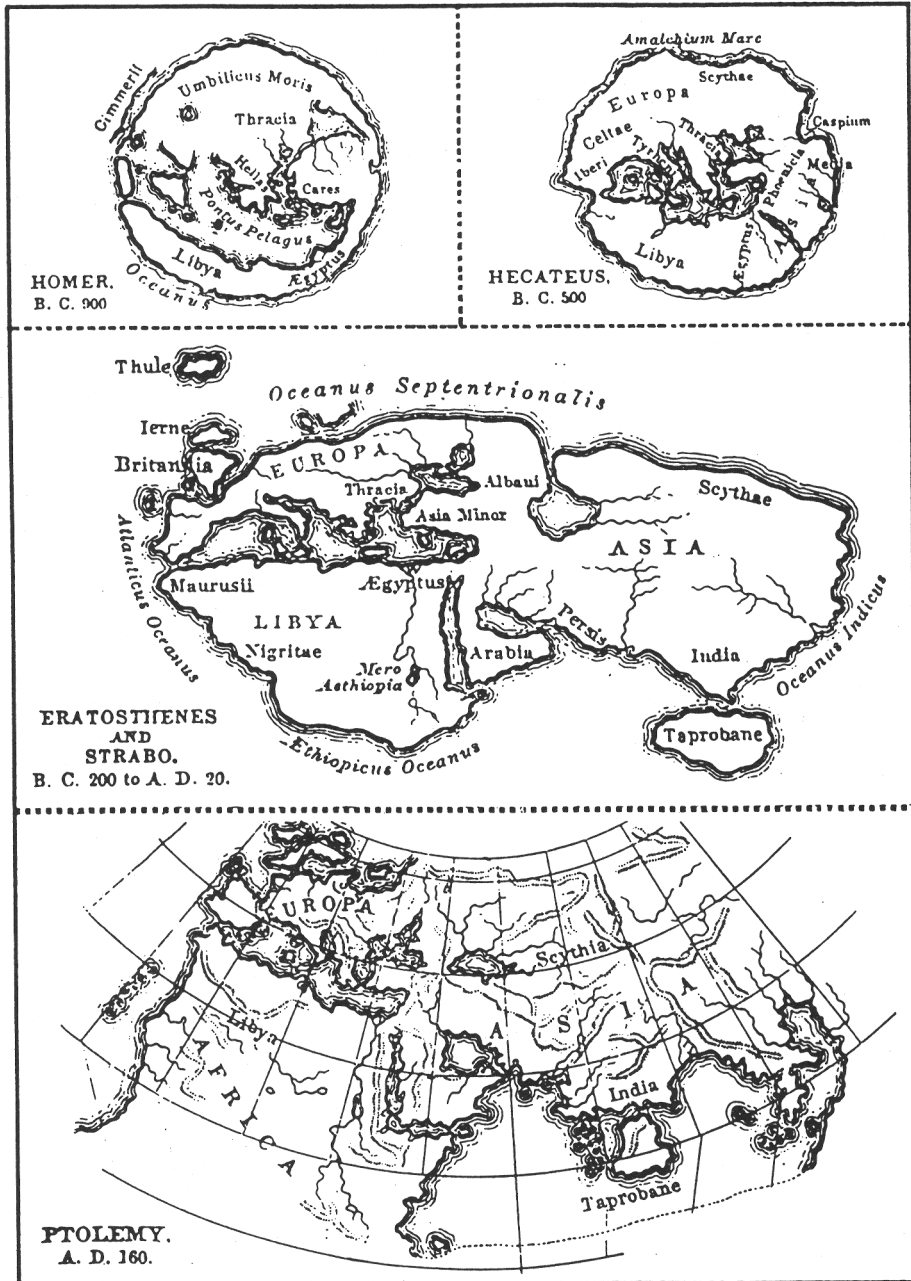 Cimmerii
Umbilicus Moris
Thracia
Hellas
Cares
Pontus Pelagus
Libya
Ægyptus
Oceanus
HOMER.
B. C. 900
Amalchium Mare
Scythae
Europa
Caspium
Celtae
Thracia
Iberi
Phoenicia
Media
Asia
Libya
Ægyptus
HECATEUS.
B. C. 500
Thule
Oceanus Septentrionalis
Ierne
EUROPA
Britannia
Albaui
Scythae
Thracia
Asia Minor
ASIA
Atlanticus Oceanus
Maurusii
Ægyptus
LIBYA
Persis
Nigritae
Arabia
India
Oceanus Indicus
Mero
Aethiopia
Taprobane
Ethiopicus Oceanus
ERATOSTHENES
AND
STRABO.
B. C. 200 to A. D. 20.
UROPA
Scythia
ASIA
Libya
AFRICA
India
Taprobane
PTOLEMY.
A. D. 160.